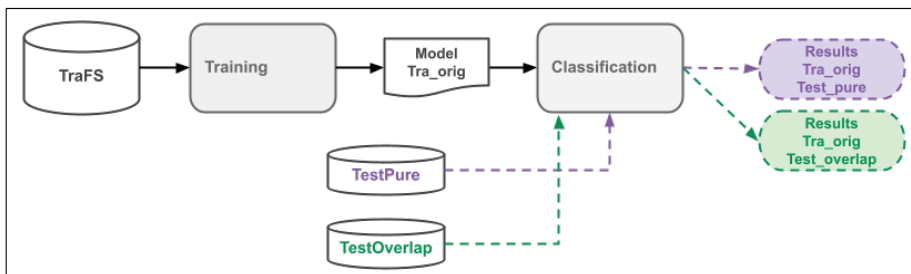 TraFS
Training
Model
Tra_orig
Classification
Results
Tra_orig
Test_pure
Results
Tra_orig
Test_overlap
TestPure
TestOverlap